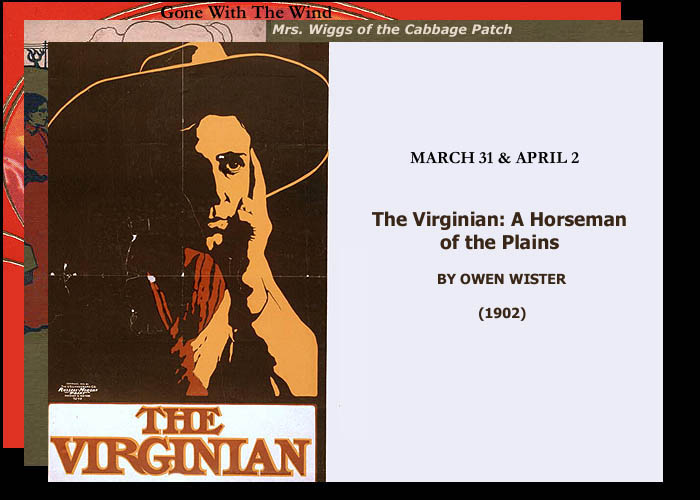 Gone With The Wind
Mrs. Wiggs of the Cabbage Patch
MARCH 31 & APRIL 2
The Virginian: A Horseman
of the Plains
BY OWEN WISTER
(1902)
THE
VIRGINIAN